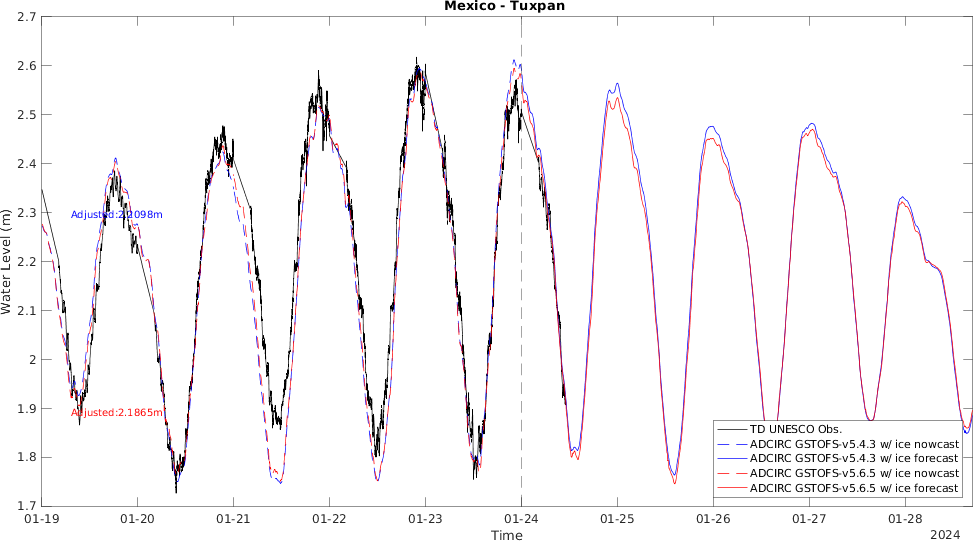 Mexico - Tuxpan
Water Level (m)
2.7
2.6
2.5
2.4
2.3
2.2
2.1
2
1.9
1.8
1.7
Adjusted:2.2098m
Adjusted:2.1865m
TD UNESCO Obs.
ADCIRC GSTOFS-v5.4.3 w/ ice nowcast
ADCIRC GSTOFS-v5.4.3 w/ ice forecast
ADCIRC GSTOFS-v5.6.5 w/ ice nowcast
ADCIRC GSTOFS-v5.6.5 w/ ice forecast
01-19 01-20 01-21 01-22 01-23 01-24 01-25 01-26 01-27 01-28
Time
2024